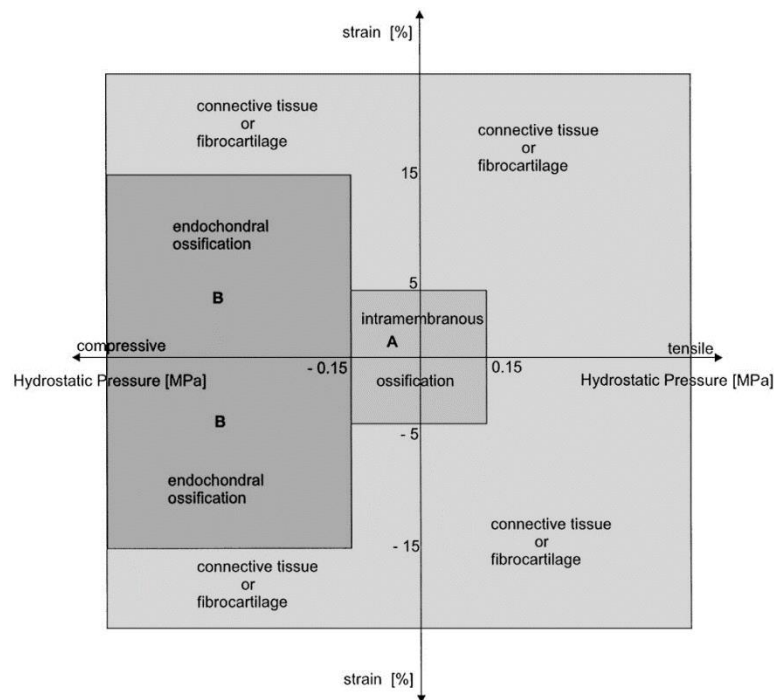 strain [%]
connective tissue
or
fibrocartilage
connective tissue
or
fibrocartilage
15
endochondral
ossification
5
B
intramembranous
A
compressive
tensile
- 0.15
0.15
Hydrostatic Pressure [MPa]
Hydrostatic Pressure [MPa]
ossification
B
- 5
endochondral
ossification
connective tissue
or
fibrocartilage
- 15
connective tissue
or
fibrocartilage
strain [%]